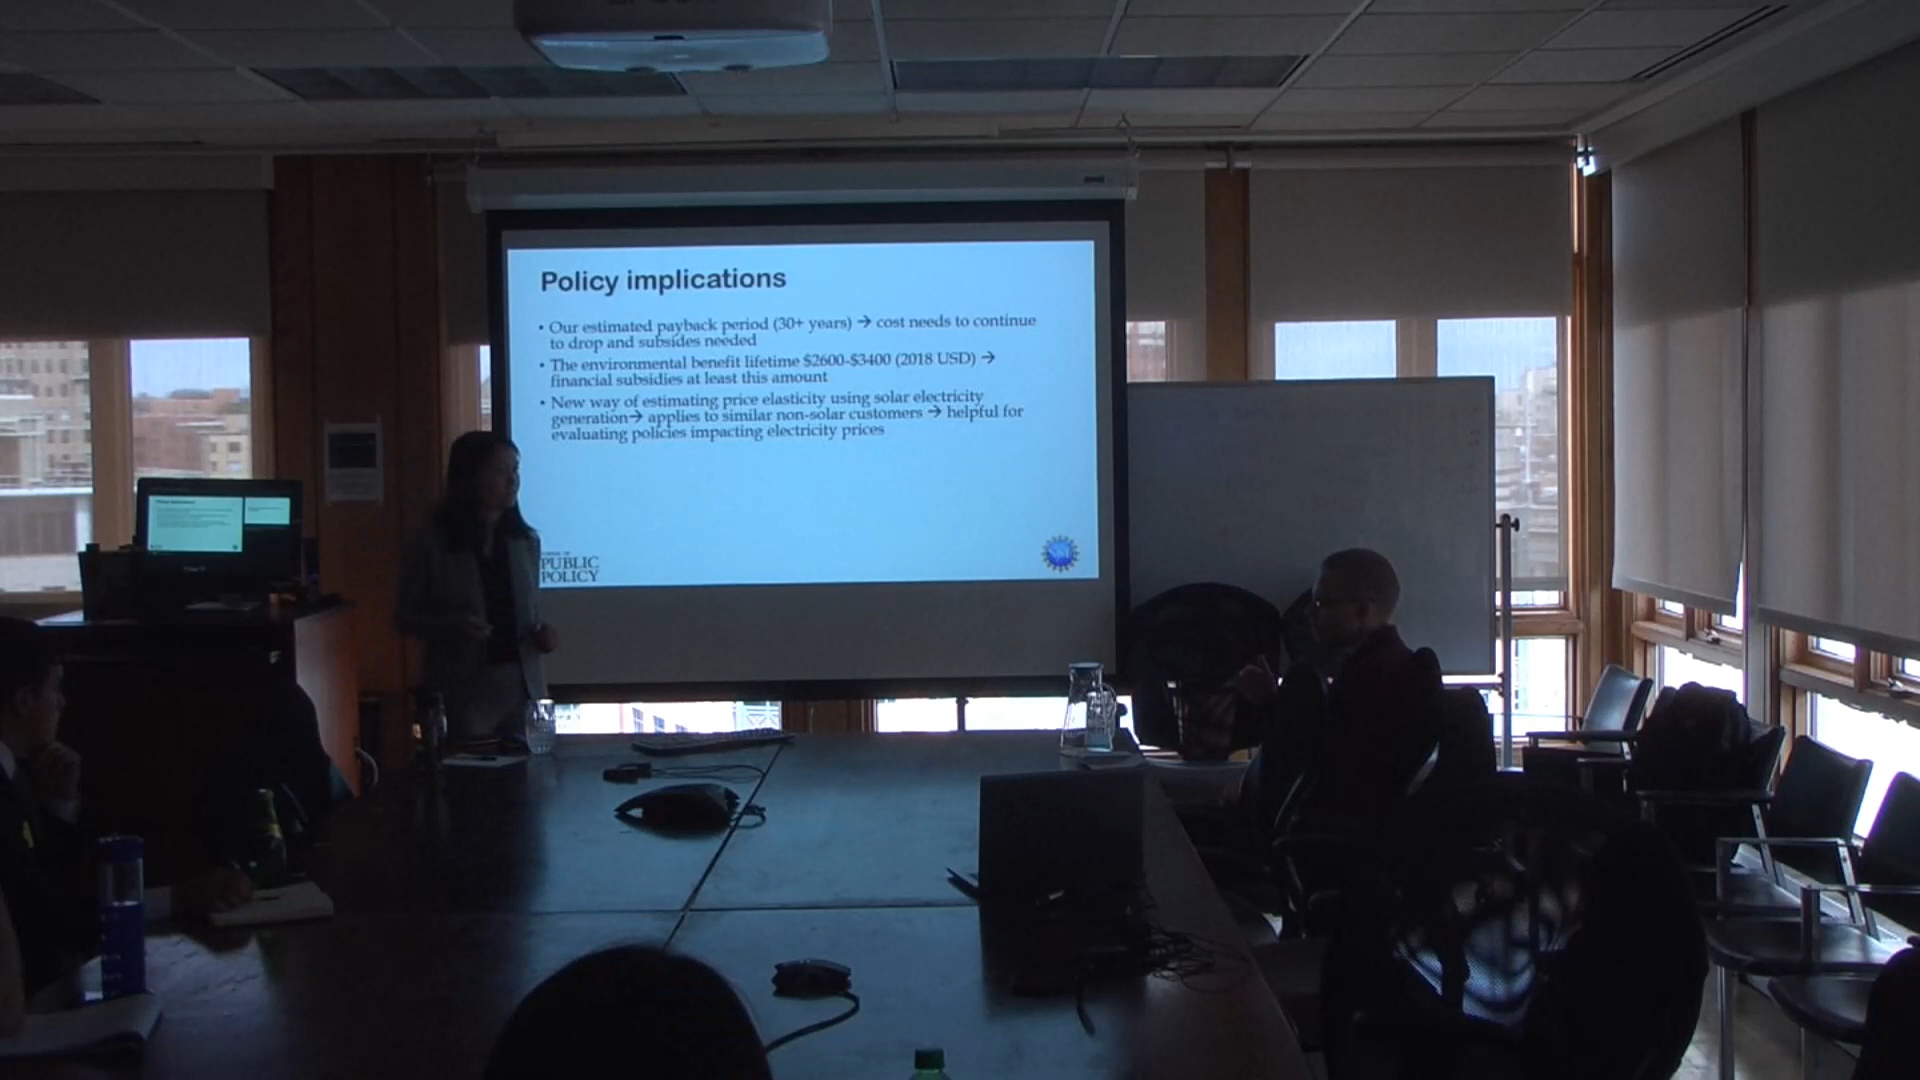 Policy implications
• Our estimated payback period (30+ years) → cost needs to continue
to drop and subsides needed
• The environmental benefit lifetime $2600-$3400 (2018 USD) →
financial subsidies at least this amount
• New way of estimating price elasticity using solar electricity
generation→ applies to similar non-solar customers → helpful for
evaluating policies impacting electricity prices
PUBLIC
POLICY